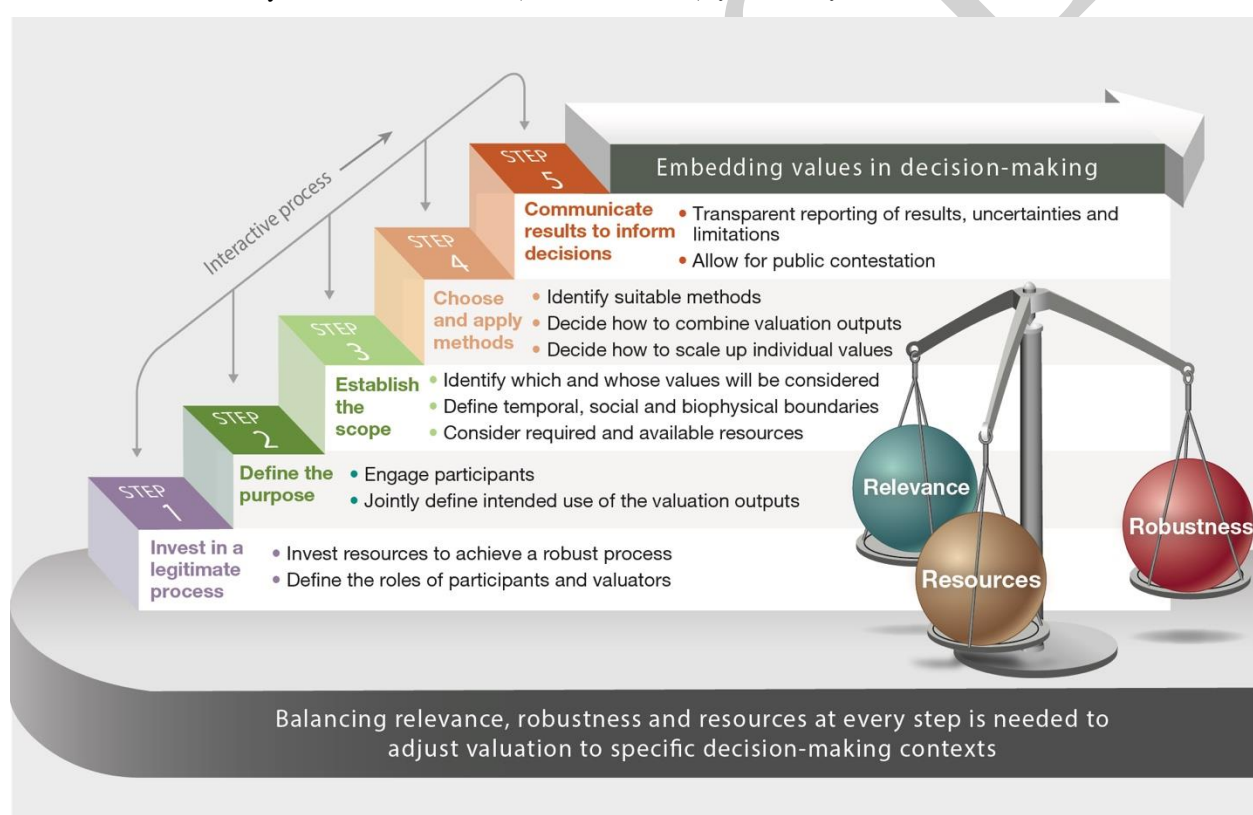 Interactive process
STEP
5
Embedding values in decision-making
Communicate
results to inform
decisions
• Transparent reporting of results, uncertainties and
limitations
• Allow for public contestation
STEP
4
Choose
and apply
methods
• Identify suitable methods
• Decide how to combine valuation outputs
• Decide how to scale up individual values
STEP
3
Establish
the
scope
• Identify which and whose values will be considered
• Define temporal, social and biophysical boundaries
• Consider required and available resources
STEP
2
Define the
purpose
• Engage participants
• Jointly define intended use of the valuation outputs
STEP
1
Invest in a
legitimate
process
• Invest resources to achieve a robust process
• Define the roles of participants and valuators
Relevance
Resources
Robustness
Balancing relevance, robustness and resources at every step is needed to
adjust valuation to specific decision-making contexts